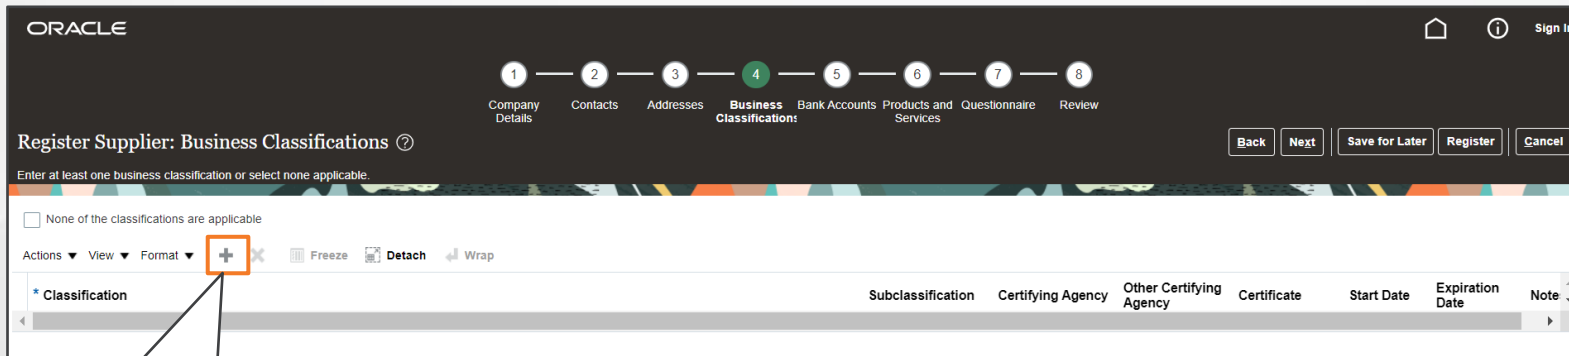 ORACLE
Sign In
1 2 3 4 5 6 7 8
Company Details
Contacts
Addresses
Business Classifications
Bank Accounts
Products and Services
Questionnaire
Review
Register Supplier: Business Classifications ?
Back Next Save for Later Register Cancel
Enter at least one business classification or select none applicable.
None of the classifications are applicable
Actions View Format Freeze Detach Wrap
* Classification Subclassification Certifying Agency Other Certifying Agency Certificate Start Date Expiration Date Note